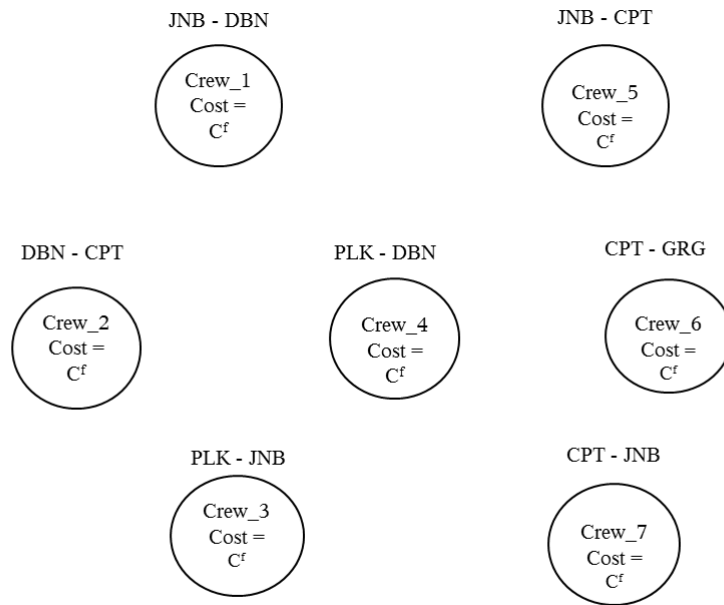 JNB - DBN
Crew_1
Cost =
Cᶠ
JNB - CPT
Crew_5
Cost =
Cᶠ
DBN - CPT
Crew_2
Cost =
Cᶠ
PLK - DBN
Crew_4
Cost =
Cᶠ
CPT - GRG
Crew_6
Cost =
Cᶠ
PLK - JNB
Crew_3
Cost =
Cᶠ
CPT - JNB
Crew_7
Cost =
Cᶠ